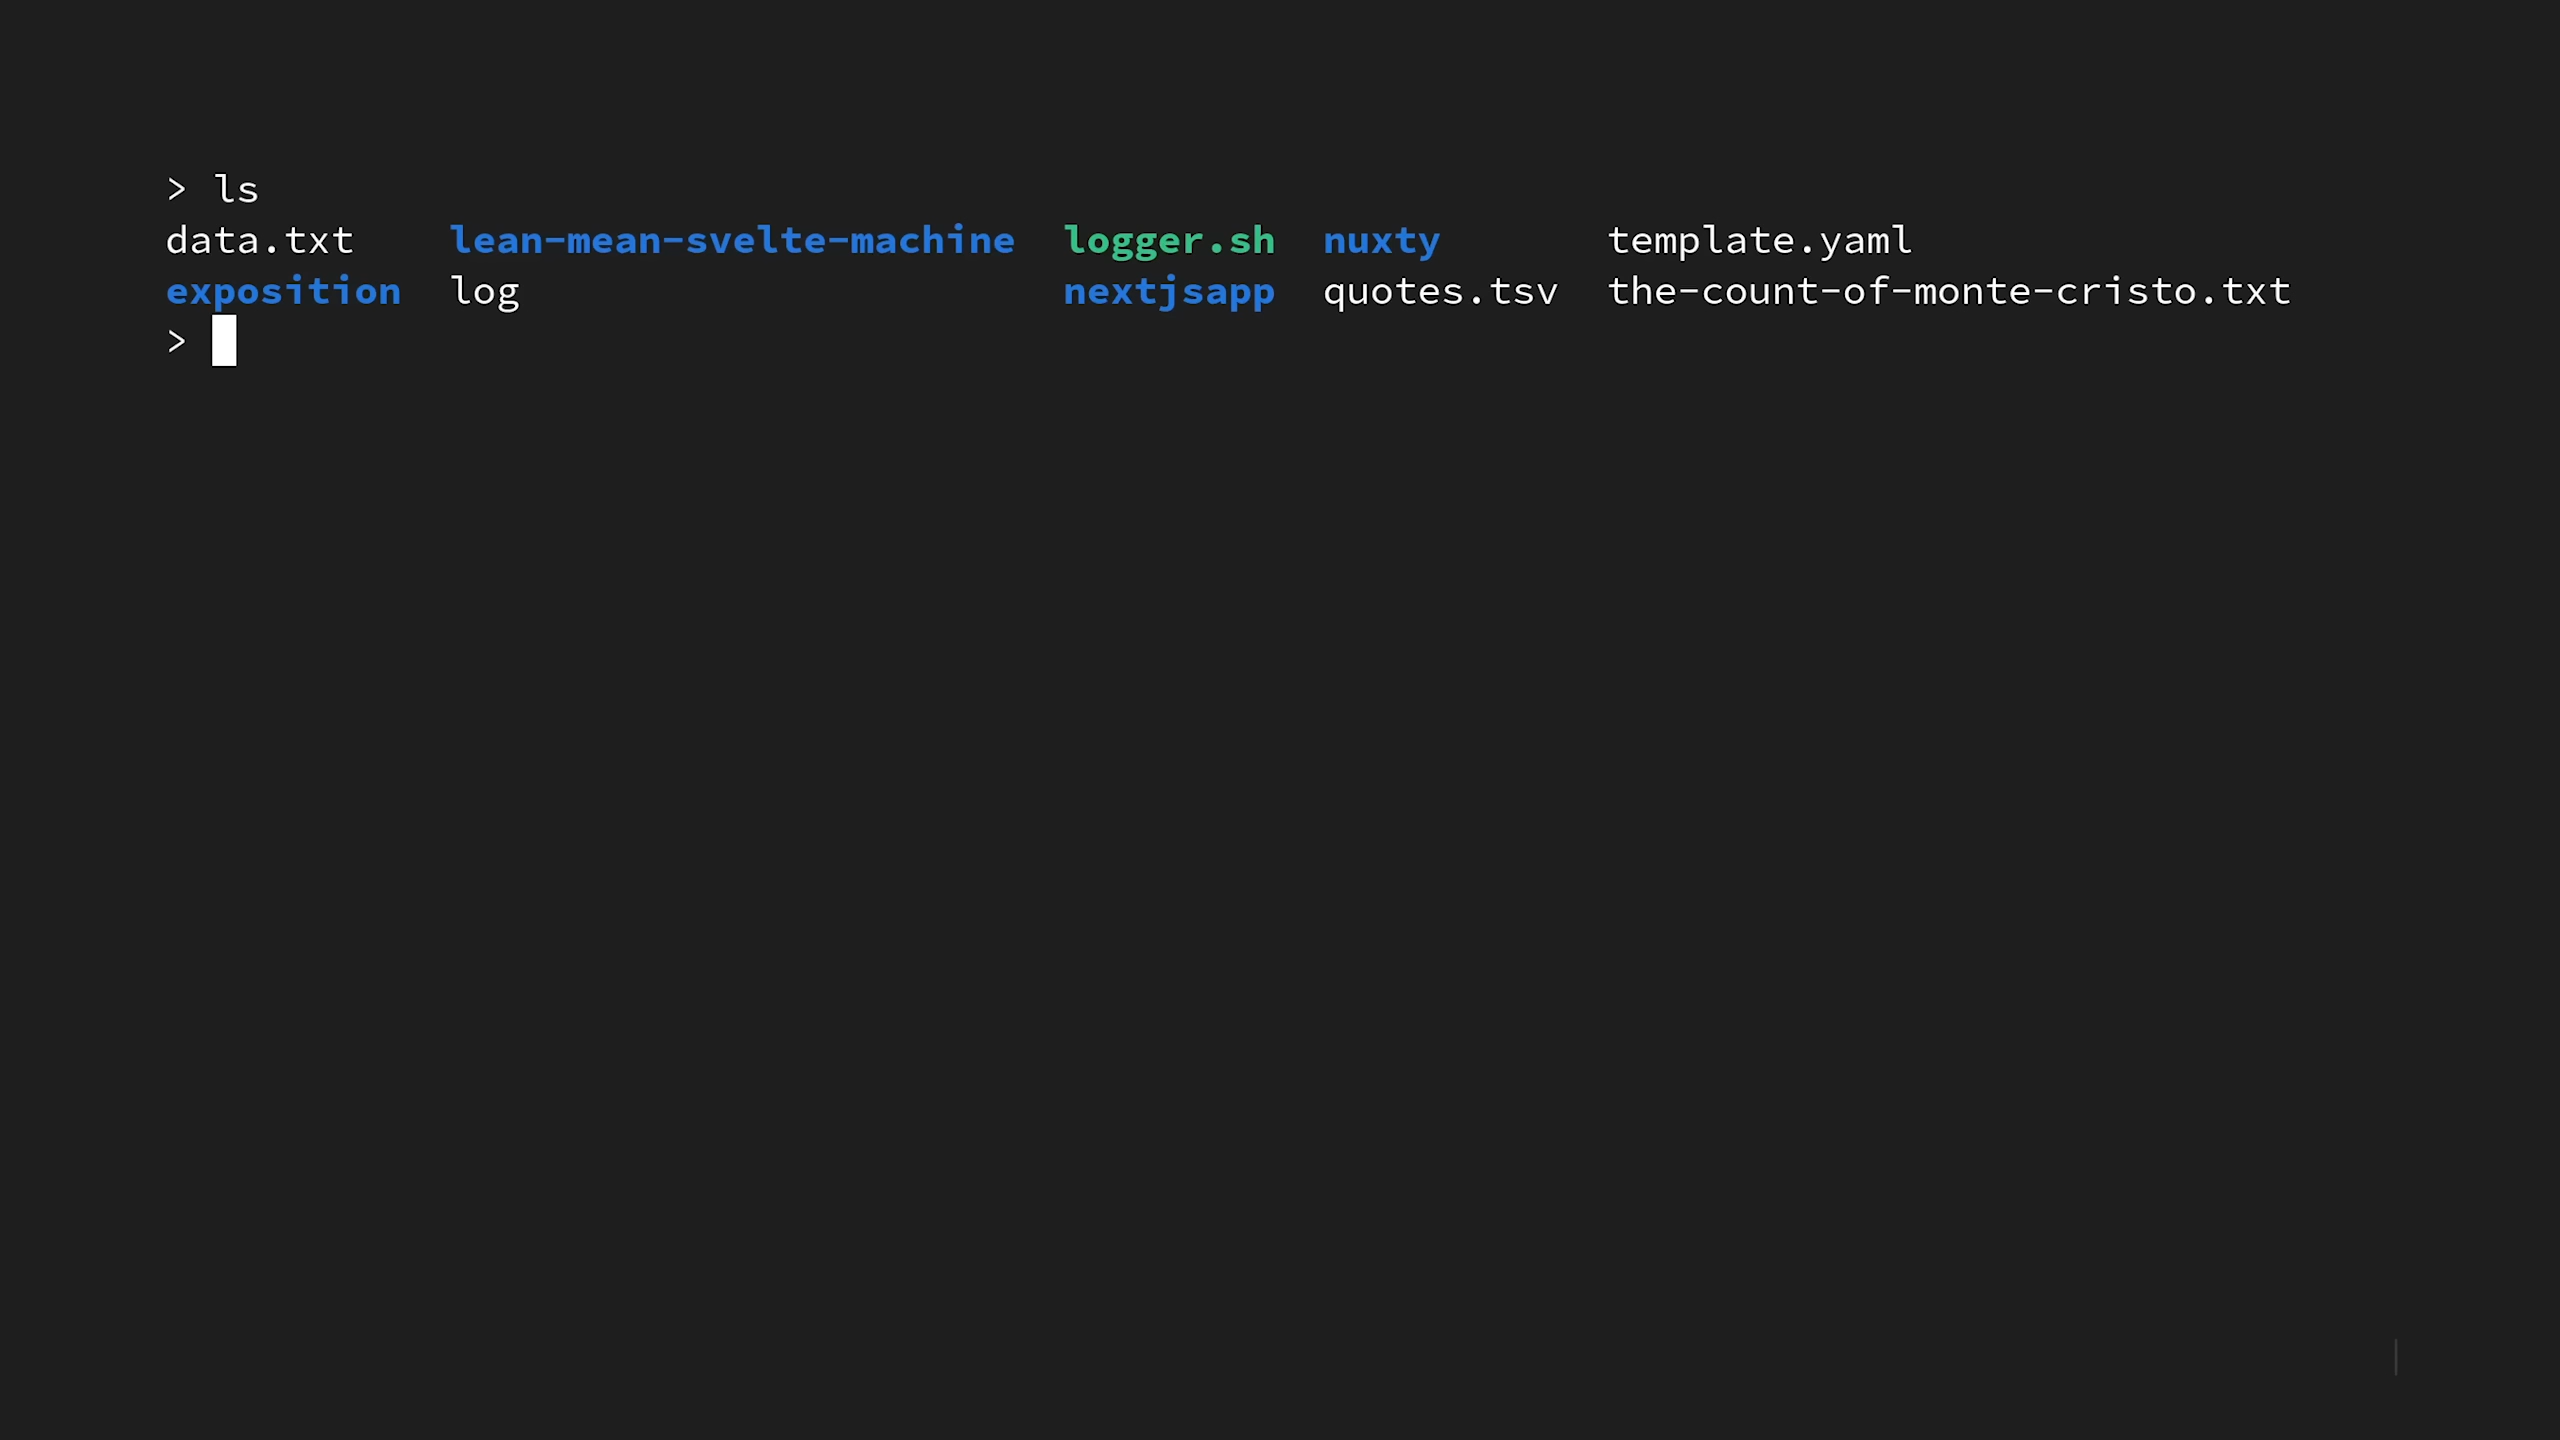 > ls
data.txt    lean-mean-svelte-machine  logger.sh  nuxty       template.yaml
exposition  log                       nextjsapp  quotes.tsv  the-count-of-monte-cristo.txt
>